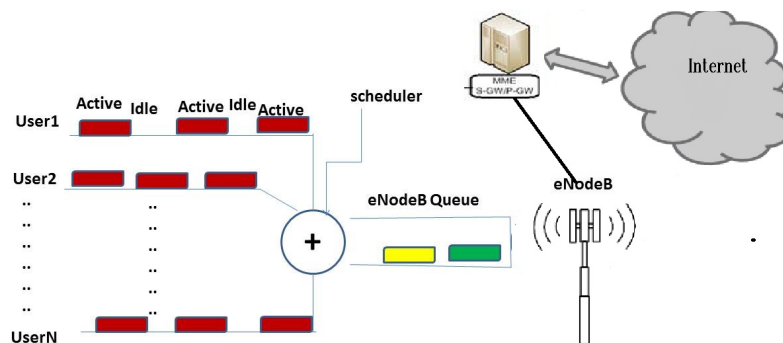 Active Idle Active Idle Active
User1
User2
..
..
..
..
..
..
..
..
..
..
..
..
UserN
scheduler
+
eNodeB Queue
MME
S-GW/P-GW
Internet
eNodeB